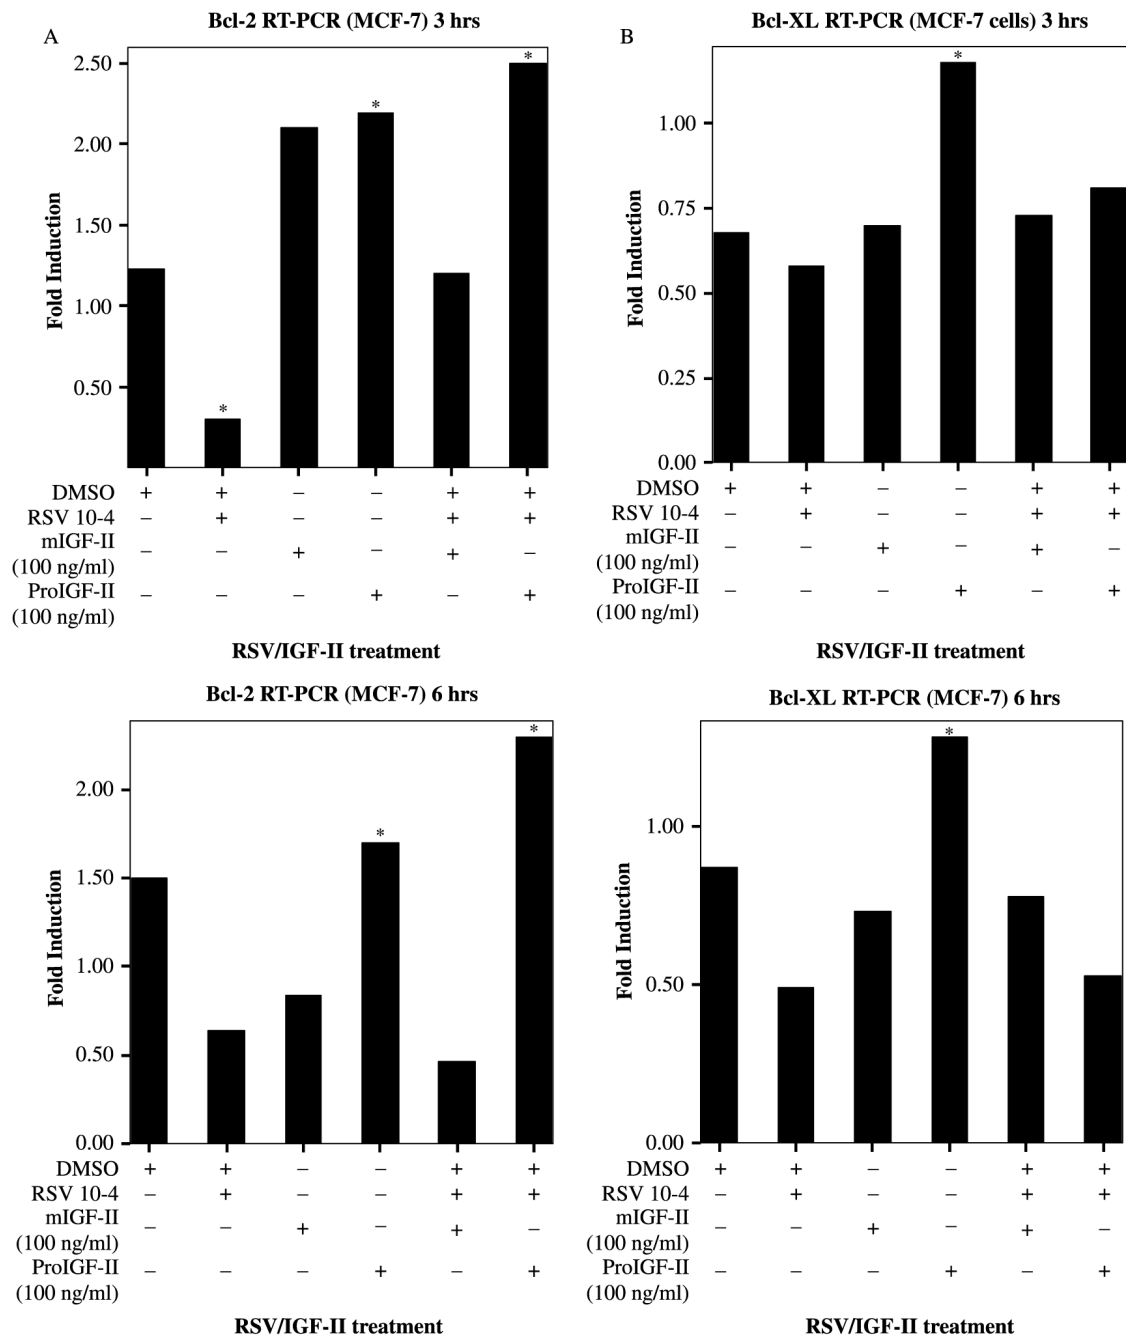 A
Bcl-2 RT-PCR (MCF-7) 3 hrs
Fold Induction
2.50
2.00
1.50
1.00
0.50
*
*
*
DMSO + + – – + +
RSV 10-4 – + – – + +
mIGF-II
(100 ng/ml) – – + – + –
ProIGF-II
(100 ng/ml) – – – + – +
RSV/IGF-II treatment
B
Bcl-XL RT-PCR (MCF-7 cells) 3 hrs
Fold Induction
1.00
0.75
0.50
0.25
0.00
*
DMSO + + – – + +
RSV 10-4 – + – – + +
mIGF-II
(100 ng/ml) – – + – + –
ProIGF-II
(100 ng/ml) – – – + – +
RSV/IGF-II treatment
Bcl-2 RT-PCR (MCF-7) 6 hrs
Fold Induction
2.00
1.50
1.00
0.50
0.00
*
*
DMSO + + – – + +
RSV 10-4 – + – – + +
mIGF-II
(100 ng/ml) – – + – + –
ProIGF-II
(100 ng/ml) – – – + – +
RSV/IGF-II treatment
Bcl-XL RT-PCR (MCF-7) 6 hrs
Fold Induction
1.00
0.50
0.00
*
DMSO + + – – + +
RSV 10-4 – + – – + +
mIGF-II
(100 ng/ml) – – + – + –
ProIGF-II
(100 ng/ml) – – – + – +
RSV/IGF-II treatment